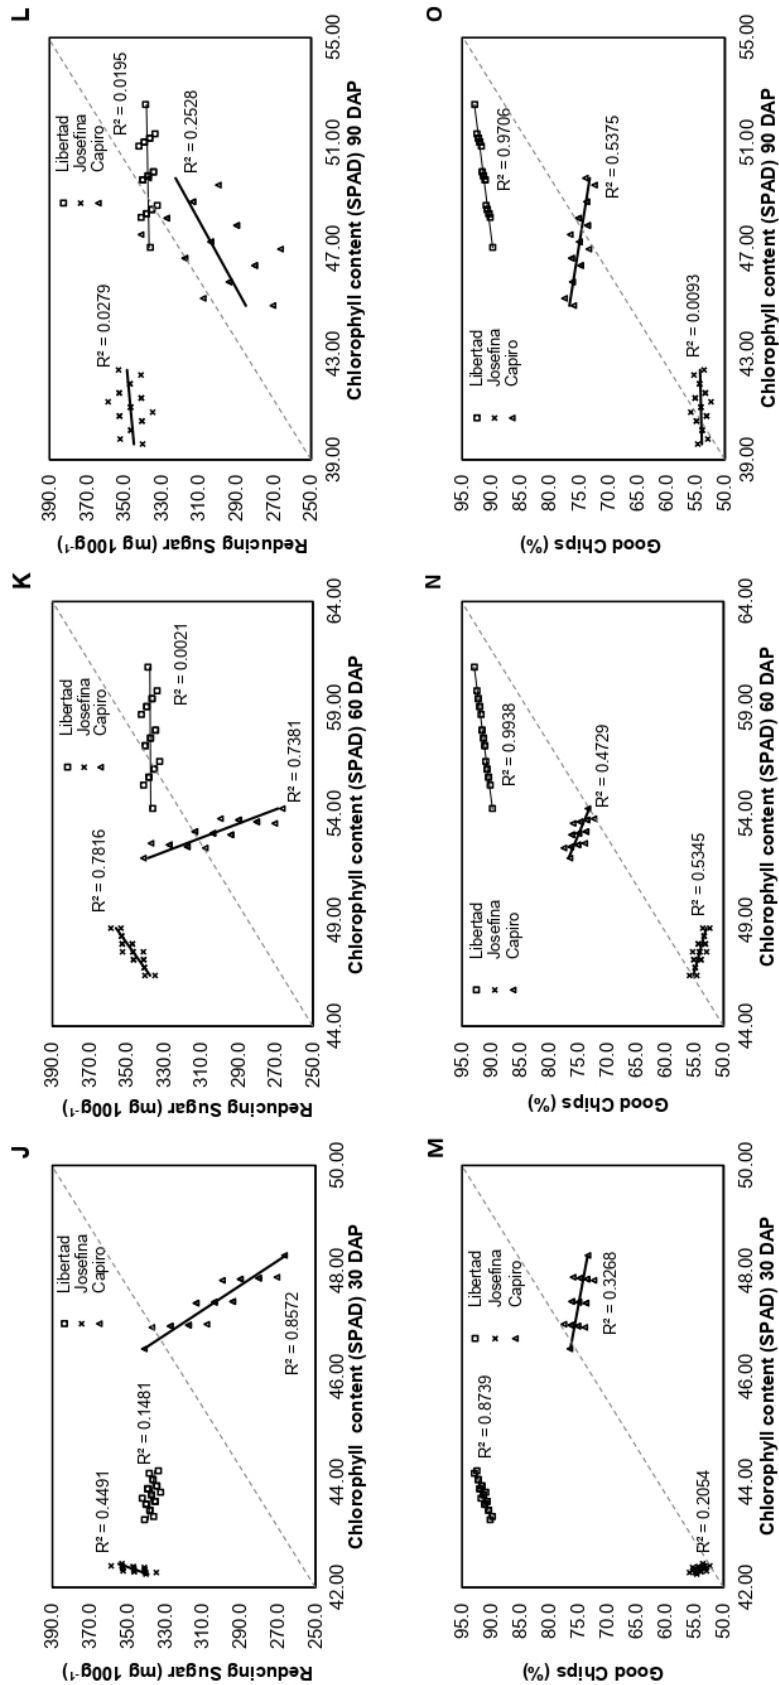 J
Reducing Sugar (mg 100g⁻¹)
390.0
370.0
350.0
330.0
310.0
290.0
270.0
250.0
Libertad
Josefina
Capiro
R² = 0.4491
R² = 0.1481
R² = 0.8572
42.00 44.00 46.00 48.00 50.00
Chlorophyll content (SPAD) 30 DAP
K
Reducing Sugar (mg 100g⁻¹)
390.0
370.0
350.0
330.0
310.0
290.0
270.0
250.0
Libertad
Josefina
Capiro
R² = 0.7816
R² = 0.0021
R² = 0.7381
44.00 49.00 54.00 59.00 64.00
Chlorophyll content (SPAD) 60 DAP
L
Reducing Sugar (mg 100g⁻¹)
390.0
370.0
350.0
330.0
310.0
290.0
270.0
250.0
Libertad
Josefina
Capiro
R² = 0.0279
R² = 0.0195
R² = 0.2528
39.00 43.00 47.00 51.00 55.00
Chlorophyll content (SPAD) 90 DAP
M
Good Chips (%)
95.0
90.0
85.0
80.0
75.0
70.0
65.0
60.0
55.0
50.0
Libertad
Josefina
Capiro
R² = 0.8739
R² = 0.3268
R² = 0.2054
42.00 44.00 46.00 48.00 50.00
Chlorophyll content (SPAD) 30 DAP
N
Good Chips (%)
95.0
90.0
85.0
80.0
75.0
70.0
65.0
60.0
55.0
50.0
Libertad
Josefina
Capiro
R² = 0.9938
R² = 0.4729
R² = 0.5345
44.00 49.00 54.00 59.00 64.00
Chlorophyll content (SPAD) 60 DAP
O
Good Chips (%)
95.0
90.0
85.0
80.0
75.0
70.0
65.0
60.0
55.0
50.0
Libertad
Josefina
Capiro
R² = 0.9706
R² = 0.5375
R² = 0.0093
39.00 43.00 47.00 51.00 55.00
Chlorophyll content (SPAD) 90 DAP